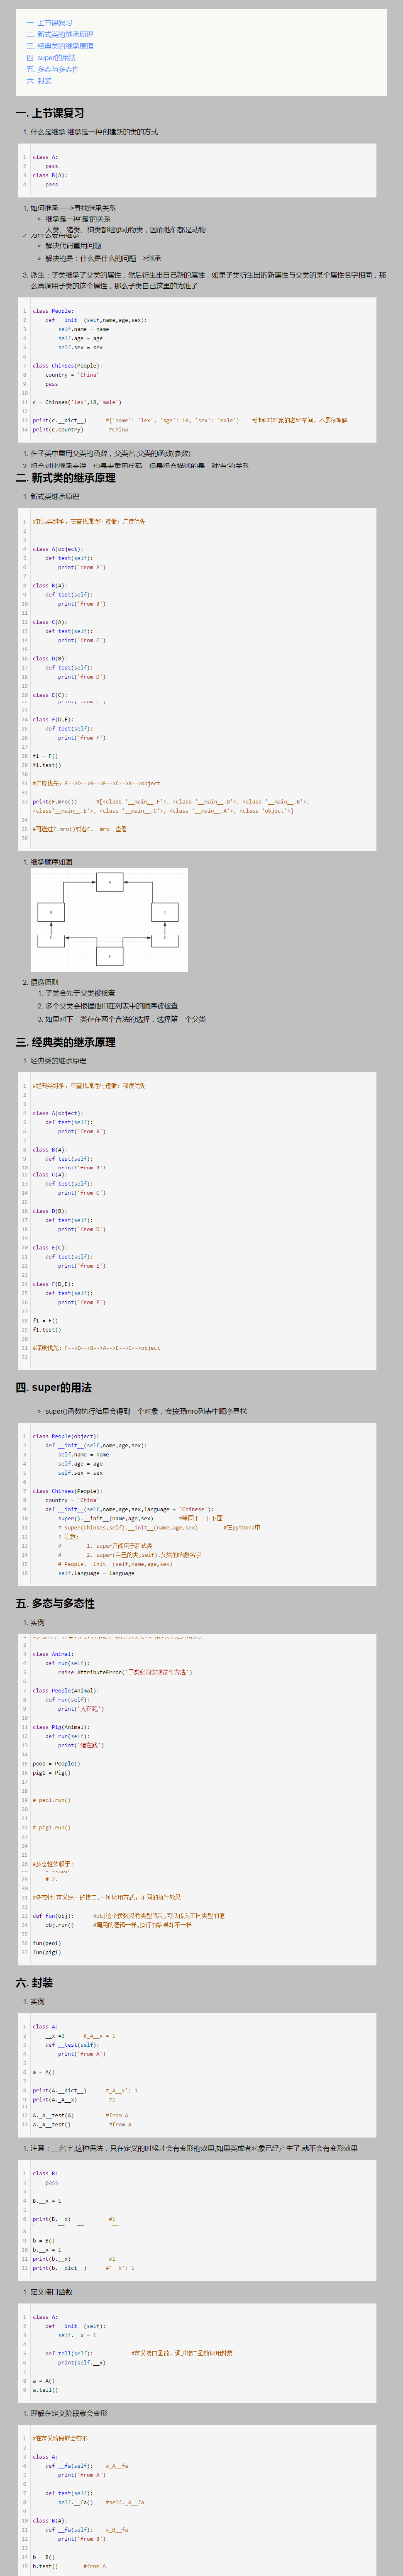 一. 上节课复习
二. 新式类的继承原理
三. 经典类的继承原理
四. super的用法
五. 多态与多态性
六. 封装
一. 上节课复习
1. 什么是继承:继承是一种创建新的类的方式
1 class A:
2     pass
3 class B(A):
4     pass
1. 如何继承----->寻找继承关系
继承是一种'是'的关系
人类、猪类、狗类都继承动物类，因而他们都是动物
2. 为什么要用继承
解决代码重用问题
解决的是：什么是什么的问题--->继承
3. 派生：子类继承了父类的属性，然后衍生出自己新的属性，如果子类衍生出的新属性与父类的某个属性名字相同，那
么再调用子类的这个属性，那么子类自己这里的为准了
1 class People:
2     def __init__(self,name,age,sex):
3         self.name = name
4         self.age = age
5         self.sex = sex
6
7 class Chinses(People):
8     country = 'China'
9     pass
10
11 c = Chinses('lex',18,'male')
12
13 print(c.__dict__)      #{'name': 'lex', 'age': 18, 'sex': 'male'}    #继承时对象的名称空间，不是很理解
14 print(c.country)        #China
1. 在子类中重用父类的函数，父类名.父类的函数(参数)
2. 组合对比继承来说，也是来重用代码，但是组合描述的是一种'有'的关系
二. 新式类的继承原理
1. 新式类继承原理
1 #新式类继承，在查找属性时遵循：广度优先
2
3
4 class A(object):
5     def test(self):
6         print('from A')
7
8 class B(A):
9     def test(self):
10         print('from B')
11
12 class C(A):
13     def test(self):
14         print('from C')
15
16 class D(B):
17     def test(self):
18         print('from D')
19
20 class E(C):
23
24 class F(D,E):
25     def test(self):
26         print('from F')
27
28 f1 = F()
29 f1.test()
30
31 #广度优先：F-->D-->B-->E-->C-->A-->object
32
33 print(F.mro())      #[<class '__main__.F'>, <class '__main__.D'>, <class '__main__.B'>,
<class'__main__.E'>, <class '__main__.C'>, <class '__main__.A'>, <class 'object'>]
34
35 #可通过F.mro()或者F.__mro__查看
36
1. 继承顺序如图
A
B C
D E
F
2. 遵循原则
1. 子类会先于父类被检查
2. 多个父类会根据他们在列表中的顺序被检查
3. 如果对下一类存在两个合法的选择，选择第一个父类
三. 经典类的继承原理
1. 经典类的继承原理
1 #经典类继承，在查找属性时遵循：深度优先
2
3
4 class A(object):
5     def test(self):
6         print('from A')
7
8 class B(A):
9     def test(self):
10         print('from B')
12 class C(A):
13     def test(self):
14         print('from C')
15
16 class D(B):
17     def test(self):
18         print('from D')
19
20 class E(C):
21     def test(self):
22         print('from E')
23
24 class F(D,E):
25     def test(self):
26         print('from F')
27
28 f1 = F()
29 f1.test()
30
31 #深度优先：F-->D-->B-->A-->E-->C-->object
32
四. super的用法
super()函数执行结果会得到一个对象，会按照mro列表中顺序寻找
1 class People(object):
2     def __init__(self,name,age,sex):
3         self.name = name
4         self.age = age
5         self.sex = sex
6
7 class Chinses(People):
8     country = 'China'
9     def __init__(self,name,age,sex,language = 'Chinese'):
10         super().__init__(name,age,sex)        #等同于下下下面
11         # super(Chinses,self).__init__(name,age,sex)        #在python2中
12         # 注意：
13         #        1. super只能用于新式类
14         #        2. super(自己的类,self).父类的函数名字
15         # People.__init__(self,name,age,sex)
16         self.language = language
五. 多态与多态性
1. 实例
2
3 class Animal:
4     def run(self):
5         raise AttributeError('子类必须实现这个方法')
6
7 class People(Animal):
8     def run(self):
9         print('人在跑')
10
11 class Pig(Animal):
12     def run(self):
13         print('猪在跑')
14
15 peo1 = People()
16 pig1 = Pig()
17
18
19 # peo1.run()
20
21
22 # pig1.run()
23
24
25
26 #多态性依赖于:
29     # 2.
30
31 #多态性:定义统一的接口,一种调用方式，不同的执行效果
32
33 def fun(obj):      #obj这个参数没有类型限制,可以传入不同类型的值
34     obj.run()      #调用的逻辑一样,执行的结果却不一样
35
36 fun(peo1)
37 fun(pig1)
六. 封装
1. 实例
1 class A:
2     __x =1      #_A__x = 1
3     def __test(self):
4         print('from A')
5
6 a = A()
7
8 print(A.__dict__)      #_A__x': 1
9 print(A._A__x)          #1
11
12 A._A__test(A)          #from A
13 a._A__test()            #from A
1. 注意：__名字,这种语法，只在定义的时候才会有变形的效果,如果类或者对象已经产生了,就不会有变形效果
1 class B:
2     pass
3
4 B.__x = 1
5
6 print(B.__x)            #1
8
9 b = B()
10 b.__x = 1
11 print(b.__x)            #1
12 print(b.__dict__)      #'__x': 1
1. 定义接口函数
1 class A:
2     def __init__(self):
3         self.__x = 1
4
5     def tell(self):            #定义接口函数，通过接口函数调用封装
6         print(self.__x)
7
8 a = A()
9 a.tell()
1. 理解在定义阶段就会变形
1 #在定义阶段就会变形
2
3 class A:
4     def __fa(self):    #_A__fa
5         print('from A')
6
7     def test(self):
8         self.__fa()    #self._A__fa
9
10 class B(A):
11     def __fa(self):    #_B__fa
12         print('from B')
13
14 b = B()
15 b.test()        #from A